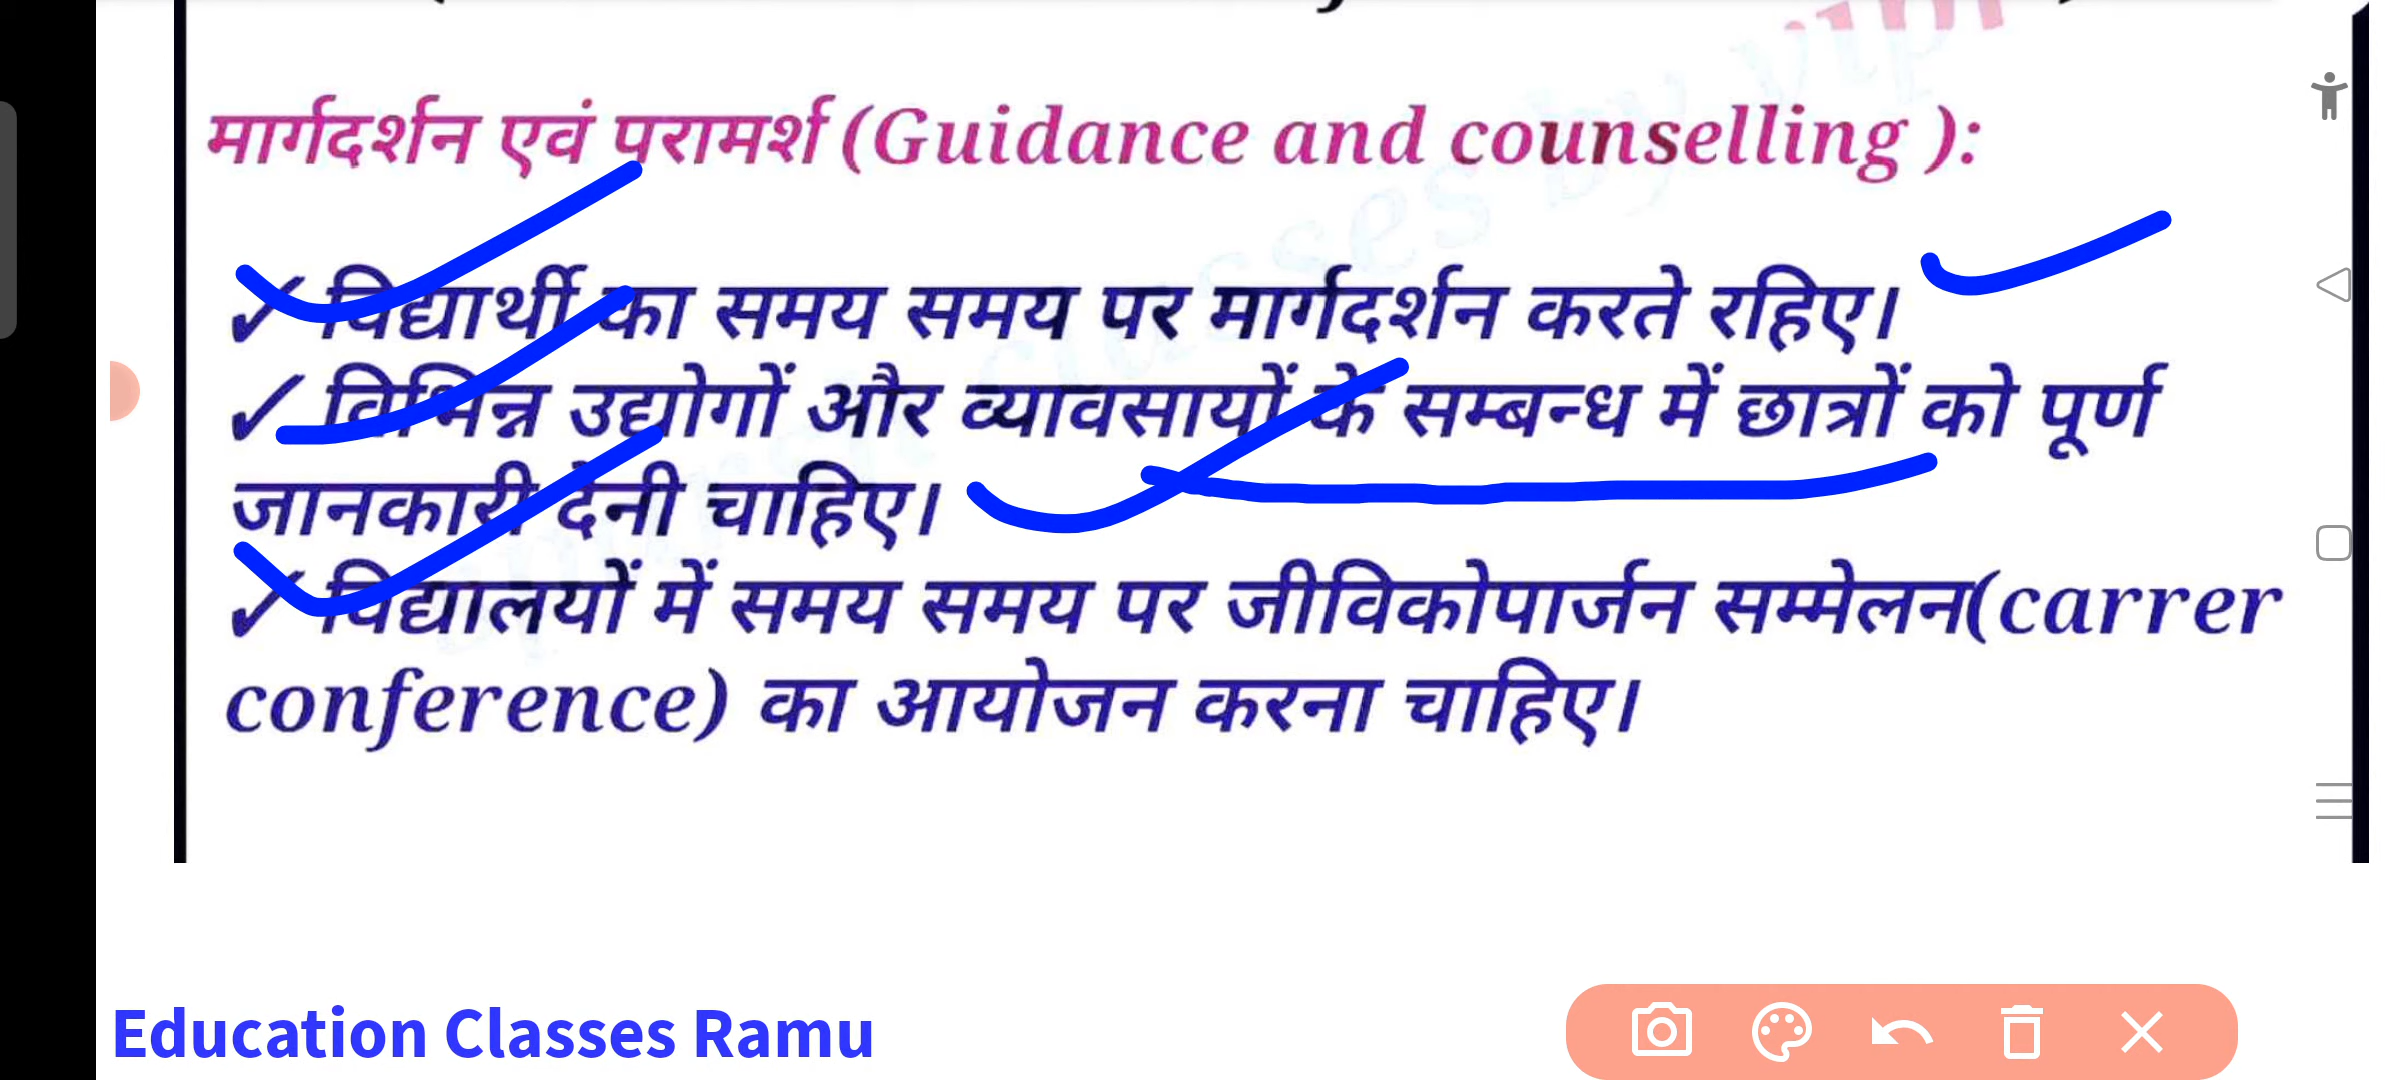 मार्गदर्शन एवं परामर्श (Guidance and counselling ):
✓ विद्यार्थी का समय समय पर मार्गदर्शन करते रहिए।
✓ विभिन्न उद्योगों और व्यावसायों के सम्बन्ध में छात्रों को पूर्ण
जानकारी देनी चाहिए।
✓ विद्यालयों में समय समय पर जीविकोपार्जन सम्मेलन(carrer
conference) का आयोजन करना चाहिए।
Education Classes Ramu